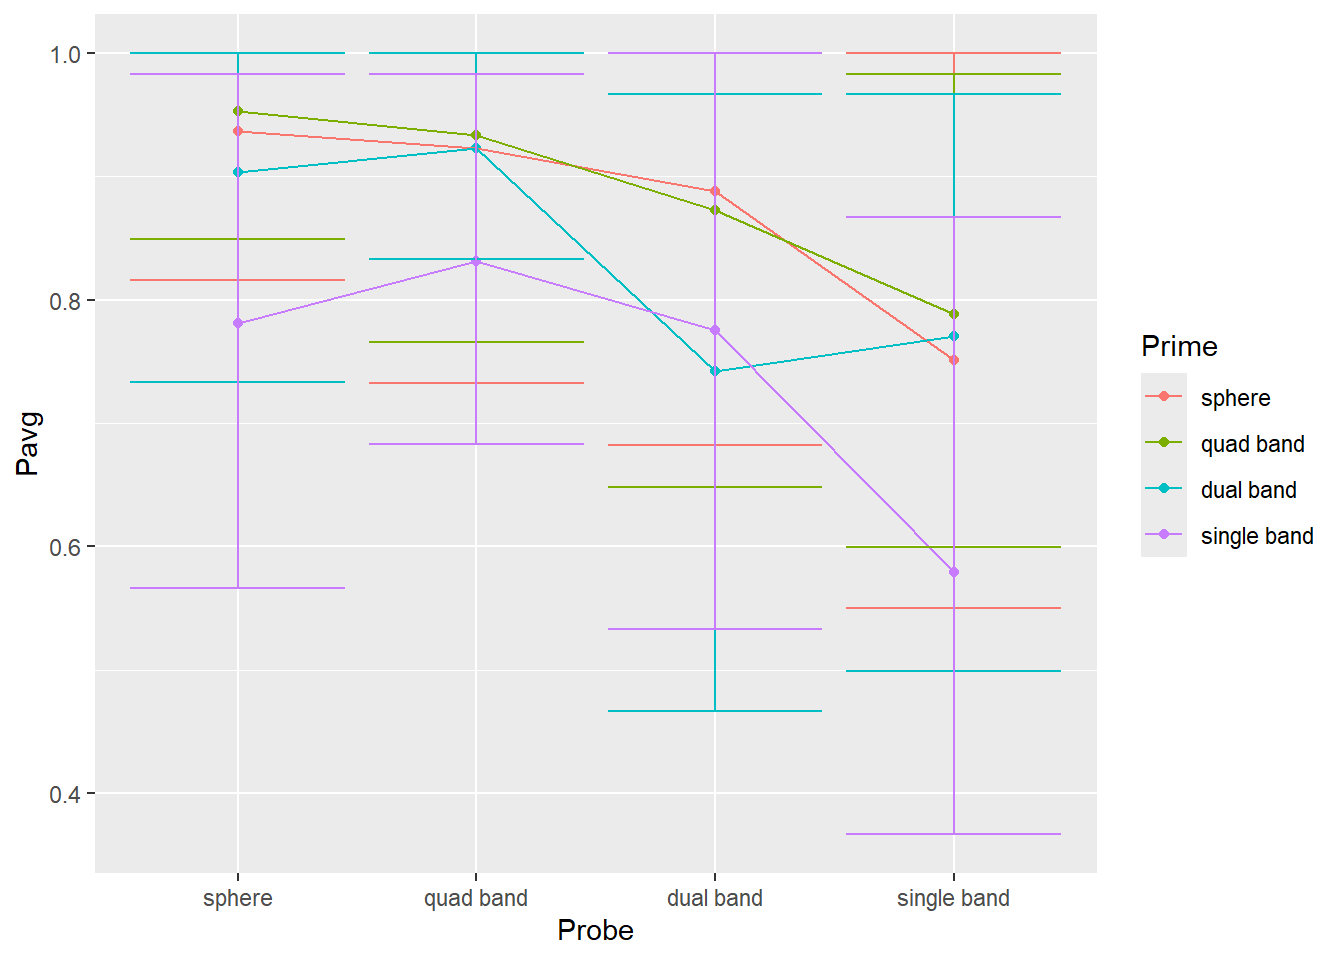 1.0
0.8
0.6
0.4
Pavg
sphere
quad band
dual band
single band
Probe
Prime
sphere
quad band
dual band
single band